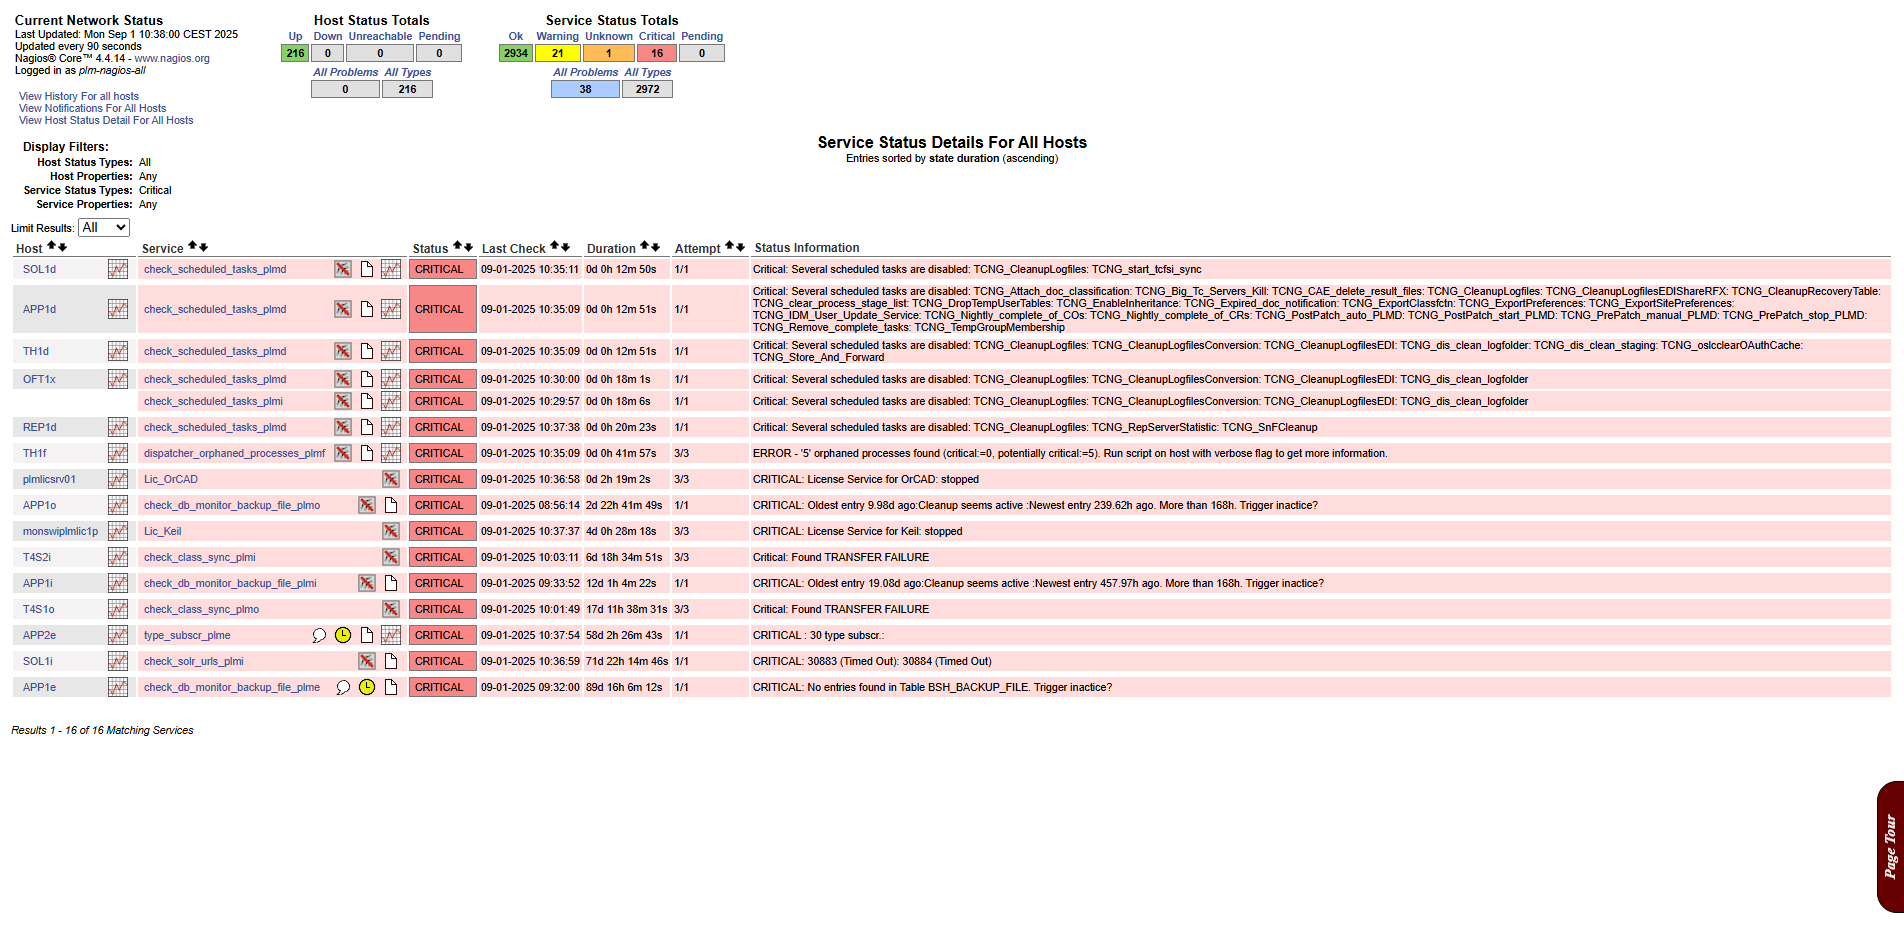 Current Network Status
Last Updated: Mon Sep 1 10:38:00 CEST 2025
Updated every 90 seconds
Nagios® Core™ 4.4.14 - www.nagios.org
Logged in as plm-nagios-all
View History For all hosts
View Notifications For All Hosts
View Host Status Detail For All Hosts
Host Status Totals
Up Down Unreachable Pending
216 0 0 0
All Problems All Types
0 216
Service Status Totals
Ok Warning Unknown Critical Pending
2934 21 1 16 0
All Problems All Types
38 2972
Display Filters:
Host Status Types: All
Host Properties: Any
Service Status Types: Critical
Service Properties: Any
Service Status Details For All Hosts
Entries sorted by state duration (ascending)
Limit Results: All
Host Service Status Last Check Duration Attempt Status Information
SOL1d check_scheduled_tasks_plmd CRITICAL 09-01-2025 10:35:11 0d 0h 12m 50s 1/1 Critical: Several scheduled tasks are disabled: TCNG_CleanupLogfiles: TCNG_start_tcfsi_sync
APP1d check_scheduled_tasks_plmd CRITICAL 09-01-2025 10:35:09 0d 0h 12m 51s 1/1 Critical: Several scheduled tasks are disabled: TCNG_Attach_doc_classification: TCNG_Big_Tc_Servers_Kill: TCNG_CAE_delete_result_files: TCNG_CleanupLogfiles: TCNG_CleanupLogfilesEDIShareRFX: TCNG_CleanupRecoveryTable:
TCNG_clear_process_stage_list: TCNG_DropTempUserTables: TCNG_EnableInheritance: TCNG_Expired_doc_notification: TCNG_ExportClassfctn: TCNG_ExportPreferences: TCNG_ExportSitePreferences:
TCNG_IDM_User_Update_Service: TCNG_Nightly_complete_of_COs: TCNG_Nightly_complete_of_CRs: TCNG_PostPatch_auto_PLMD: TCNG_PostPatch_start_PLMD: TCNG_PrePatch_manual_PLMD: TCNG_PrePatch_stop_PLMD:
TCNG_Remove_complete_tasks: TCNG_TempGroupMembership
TH1d check_scheduled_tasks_plmd CRITICAL 09-01-2025 10:35:09 0d 0h 12m 51s 1/1 Critical: Several scheduled tasks are disabled: TCNG_CleanupLogfiles: TCNG_CleanupLogfilesConversion: TCNG_CleanupLogfilesEDI: TCNG_dis_clean_logfolder: TCNG_dis_clean_staging: TCNG_oslcclearOAuthCache:
TCNG_Store_And_Forward
OFT1x check_scheduled_tasks_plmd CRITICAL 09-01-2025 10:30:00 0d 0h 18m 1s 1/1 Critical: Several scheduled tasks are disabled: TCNG_CleanupLogfiles: TCNG_CleanupLogfilesConversion: TCNG_CleanupLogfilesEDI: TCNG_dis_clean_logfolder
check_scheduled_tasks_plmi CRITICAL 09-01-2025 10:29:57 0d 0h 18m 6s 1/1 Critical: Several scheduled tasks are disabled: TCNG_CleanupLogfiles: TCNG_CleanupLogfilesConversion: TCNG_CleanupLogfilesEDI: TCNG_dis_clean_logfolder
REP1d check_scheduled_tasks_plmd CRITICAL 09-01-2025 10:37:38 0d 0h 20m 23s 1/1 Critical: Several scheduled tasks are disabled: TCNG_CleanupLogfiles: TCNG_RepServerStatistic: TCNG_SnFCleanup
TH1f dispatcher_orphaned_processes_plmf CRITICAL 09-01-2025 10:35:09 0d 0h 41m 57s 3/3 ERROR - '5' orphaned processes found (critical:=0, potentially critical:=5). Run script on host with verbose flag to get more information.
plmlicsrv01 Lic_OrCAD CRITICAL 09-01-2025 10:36:58 0d 2h 19m 2s 3/3 CRITICAL: License Service for OrCAD: stopped
APP1o check_db_monitor_backup_file_plmo CRITICAL 09-01-2025 08:56:14 2d 22h 41m 49s 1/1 CRITICAL: Oldest entry 9.98d ago:Cleanup seems active :Newest entry 239.62h ago. More than 168h. Trigger inactice?
monswiplmlic1p Lic_Keil CRITICAL 09-01-2025 10:37:37 4d 0h 28m 18s 3/3 CRITICAL: License Service for Keil: stopped
T4S2i check_class_sync_plmi CRITICAL 09-01-2025 10:03:11 6d 18h 34m 51s 3/3 Critical: Found TRANSFER FAILURE
APP1i check_db_monitor_backup_file_plmi CRITICAL 09-01-2025 09:33:52 12d 1h 4m 22s 1/1 CRITICAL: Oldest entry 19.08d ago:Cleanup seems active :Newest entry 457.97h ago. More than 168h. Trigger inactice?
T4S1o check_class_sync_plmo CRITICAL 09-01-2025 10:01:49 17d 11h 38m 31s 3/3 Critical: Found TRANSFER FAILURE
APP2e type_subscr_plme CRITICAL 09-01-2025 10:37:54 58d 2h 26m 43s 1/1 CRITICAL : 30 type subscr.:
SOL1i check_solr_urls_plmi CRITICAL 09-01-2025 10:36:59 71d 22h 14m 46s 1/1 CRITICAL: 30883 (Timed Out): 30884 (Timed Out)
APP1e check_db_monitor_backup_file_plme CRITICAL 09-01-2025 09:32:00 89d 16h 6m 12s 1/1 CRITICAL: No entries found in Table BSH_BACKUP_FILE. Trigger inactice?
Results 1 - 16 of 16 Matching Services
Page Tour